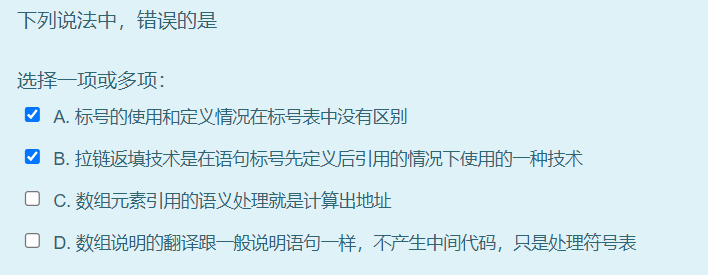 下列说法中，错误的是
选择一项或多项：
A. 标号的使用和定义情况在标号表中没有区别
B. 拉链返填技术是在语句标号先定义后引用的情况下使用的一种技术
C. 数组元素引用的语义处理就是计算出地址
D. 数组说明的翻译跟一般说明语句一样，不产生中间代码，只是处理符号表